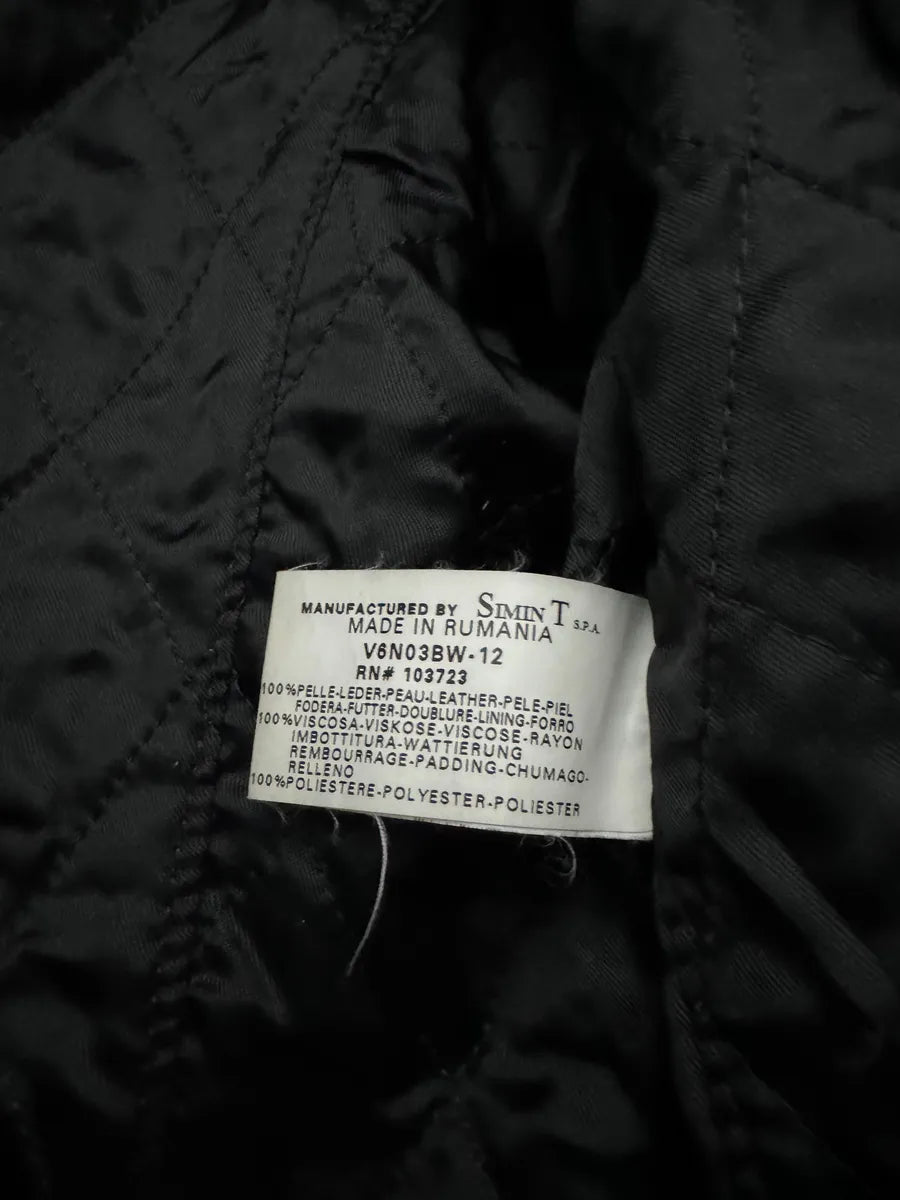 MANUFACTURED BY SIMIN T S.P.A.
MADE IN RUMANIA
V6N03BW-12
RN# 103723
100%PELLE-LEDER-PEAU-LEATHER-PELE-PIEL
FODERA-FUTTER-DOUBLURE-LINING-FORRO
100%VISCOSA-VISKOSE-VISCOSE-RAYON
IMBOTTITURA-WATTIERUNG
REMBOURRAGE-PADDING-CHUMAGO-
RELLENO
100%POLIESTERE-POLYESTER-POLIESTER